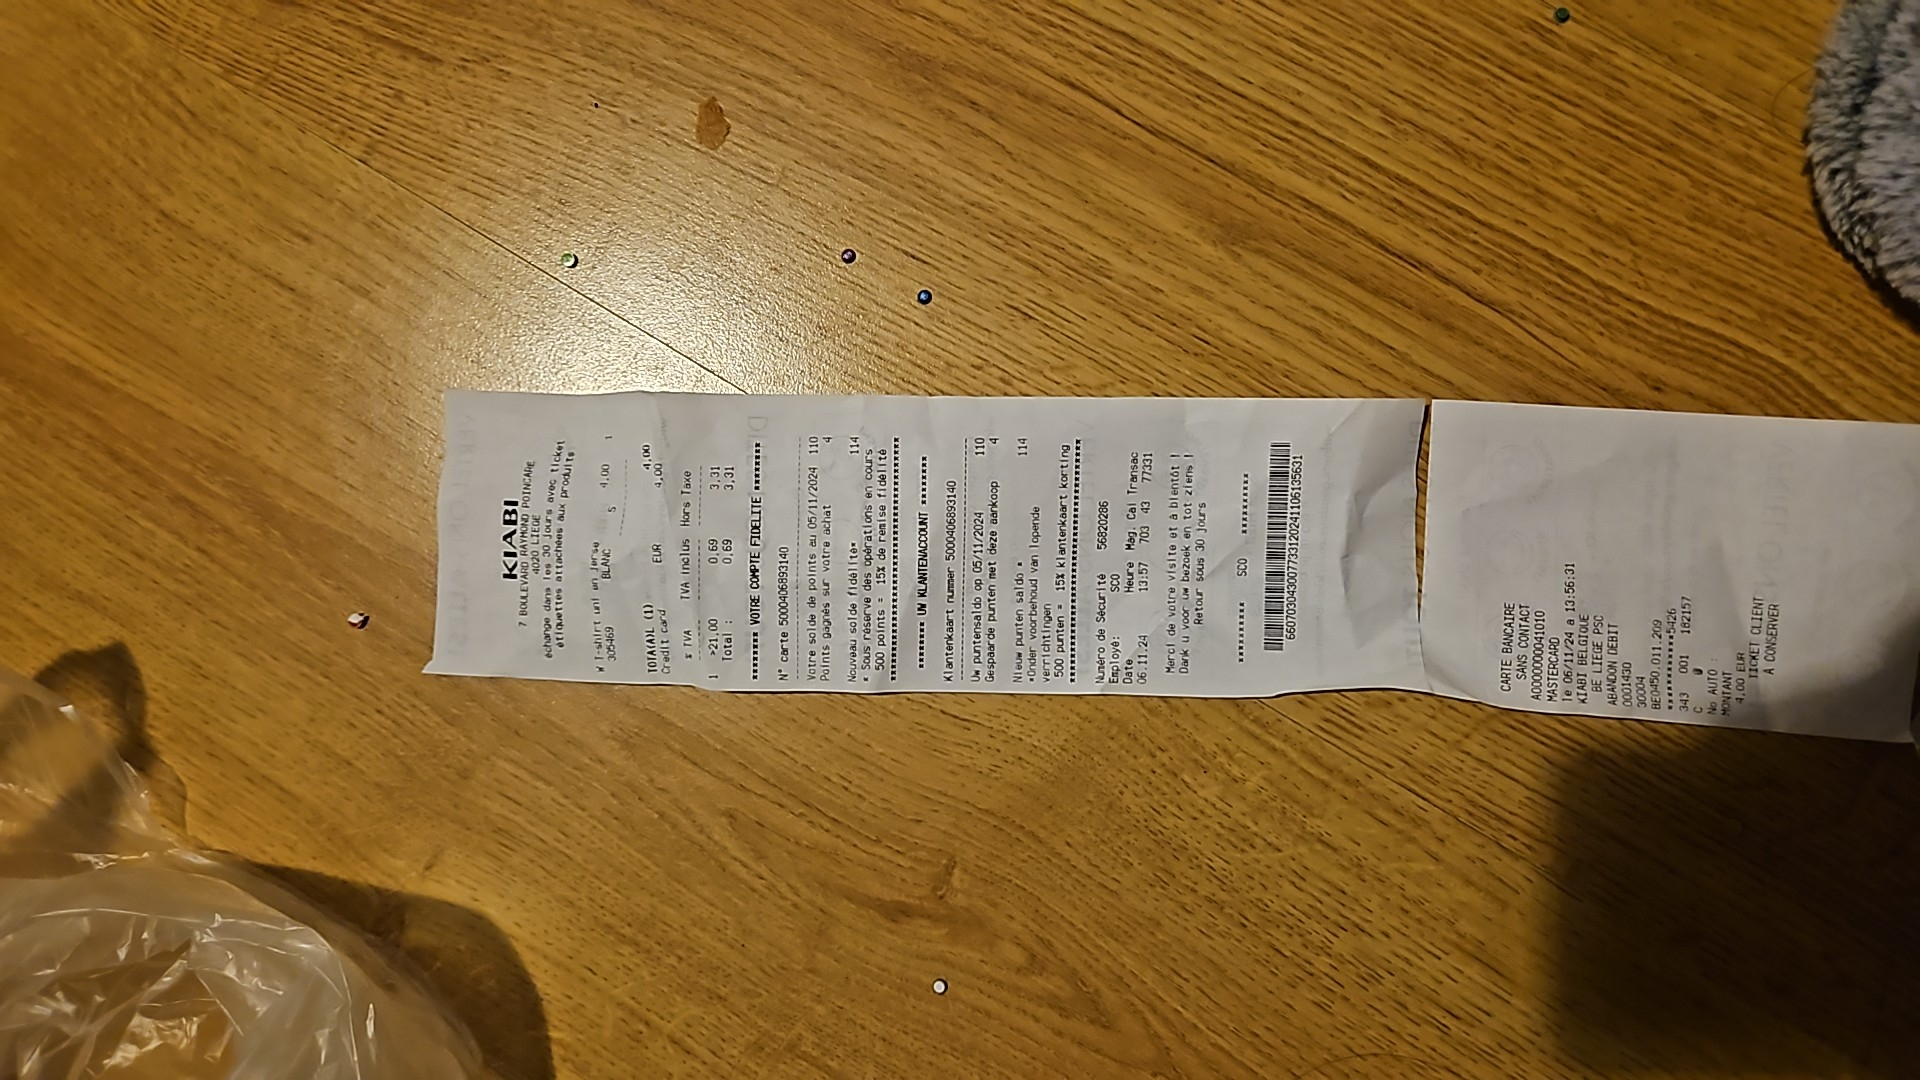 KIABI
7 BOULEVARD RAYMOND POINCARE
4020 LIEGE
échange dans les 30 jours avec ticket
étiquettes attachées aux produits
W T-shirt uni en jerse
305469 BLANC 5 4,00 1
TOTA(A)L (1) 4,00
Credit card EUR 4,00
% TVA TVA inclus Hors Taxe
1 >21,00 0,69 3,31
Total : 0,69 3,31
******* VOTRE COMPTE FIDELITE *******
N° carte 5000406893140
Votre solde de points au 05/11/2024 110
Points gagnés sur votre achat 4
Nouveau solde fidélité* 114
* Sous réserve des opérations en cours
500 points = 15% de remise fidélité
******* UW KLANTENACCOUNT *******
Klantenkaart nummer 5000406893140
Uw puntensaldo op 05/11/2024 110
Gespaarde punten met deze aankoop 4
Nieuw punten saldo * 114
*Onder voorbehoud van lopende
verrichtingen
500 punten = 15% klantenkaart korting
Numéro de Sécurité 56820286
Employé: SCO
Date Heure Mag Cai Transac
06.11.24 13:57 703 43 77331
Merci de votre visite et à bientôt !
Dank u voor uw bezoek en tot ziens !
Retour sous 30 jours
******** SCO ********
66070304300773312024110613563​1
CARTE BANCAIRE
SANS CONTACT
A0000000041010
MASTERCARD
le 06/11/24 a 13:56:31
KIABI BELGIQUE
BE LIEGE PSC
ABANDON DEBIT
0001430
30004
BE0450.011.209
5426
343 001 182157
C @
No AUTO :
MONTANT
4,00 EUR
TICKET CLIENT
A CONSERVER